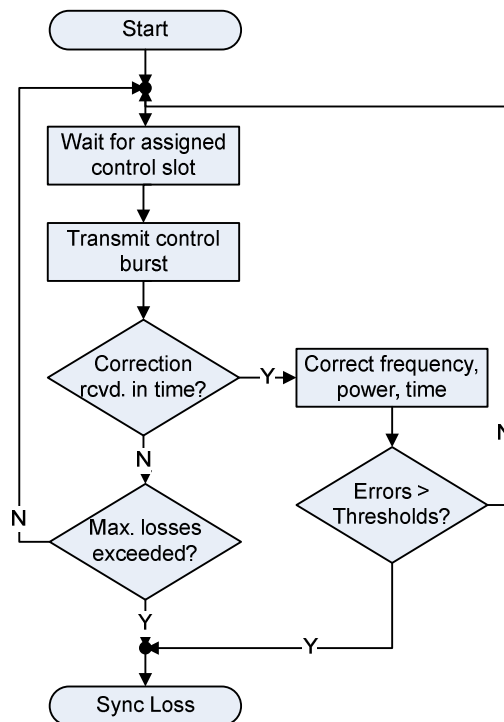 Start
Wait for assigned
control slot
Transmit control
burst
Correction
rcvd. in time?
Y
Correct frequency,
power, time
N
N
Errors >
Thresholds?
N
Max. losses
exceeded?
Y
Y
Sync Loss